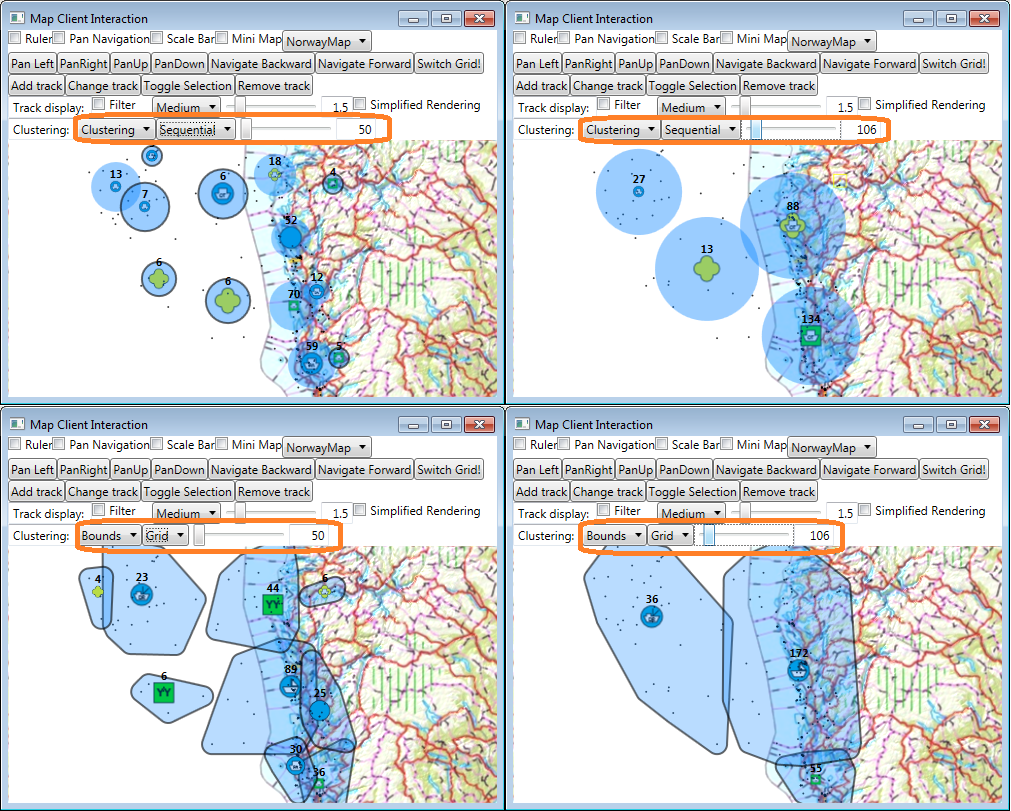 Map Client Interaction
Ruler Pan Navigation Scale Bar Mini Map NorwayMap
Pan Left PanRight PanUp PanDown Navigate Backward Navigate Forward Switch Grid!
Add track Change track Toggle Selection Remove track
Track display: Filter Medium 1.5 Simplified Rendering
Clustering: Clustering Sequential 50
13
7
6
18
4
52
6
6
12
70
59
5
Map Client Interaction
Ruler Pan Navigation Scale Bar Mini Map NorwayMap
Pan Left PanRight PanUp PanDown Navigate Backward Navigate Forward Switch Grid!
Add track Change track Toggle Selection Remove track
Track display: Filter Medium 1.5 Simplified Rendering
Clustering: Clustering Sequential 106
27
88
13
134
Map Client Interaction
Ruler Pan Navigation Scale Bar Mini Map NorwayMap
Pan Left PanRight PanUp PanDown Navigate Backward Navigate Forward Switch Grid!
Add track Change track Toggle Selection Remove track
Track display: Filter Medium 1.5 Simplified Rendering
Clustering: Bounds Grid 50
4
23
44
6
6
89
25
30
36
Map Client Interaction
Ruler Pan Navigation Scale Bar Mini Map NorwayMap
Pan Left PanRight PanUp PanDown Navigate Backward Navigate Forward Switch Grid!
Add track Change track Toggle Selection Remove track
Track display: Filter Medium 1.5 Simplified Rendering
Clustering: Bounds Grid 106
36
172
55